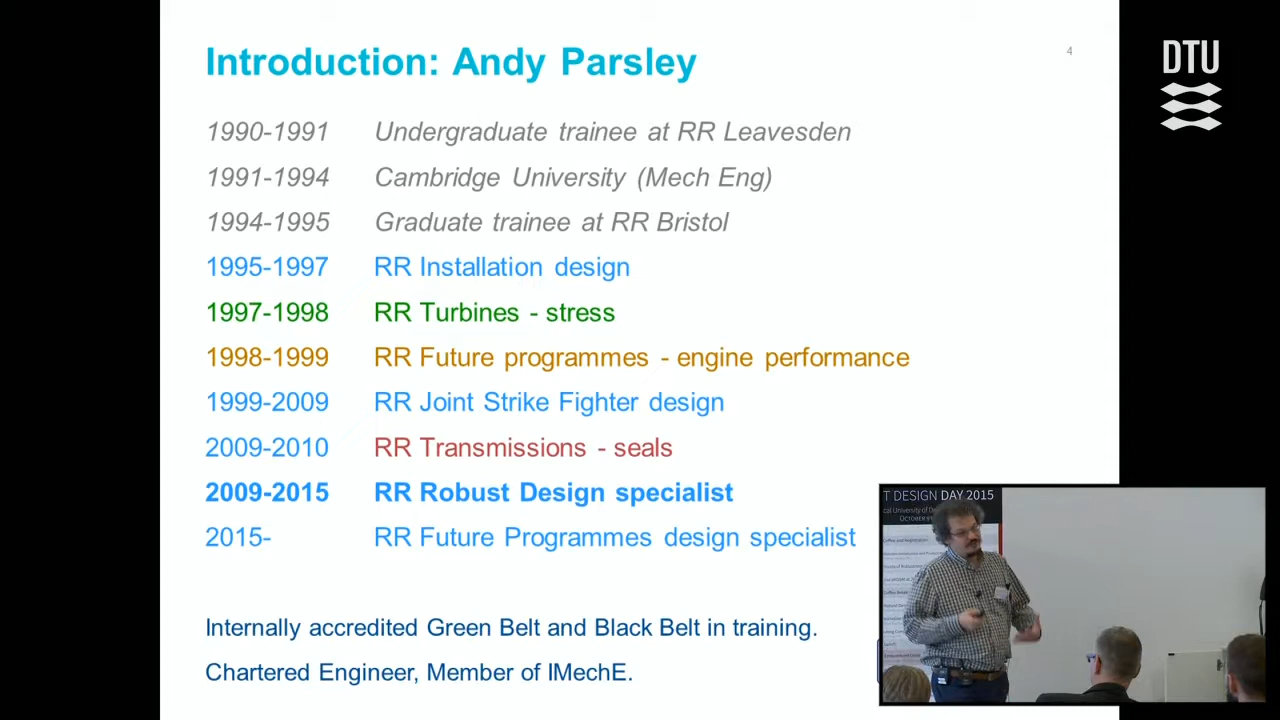 Introduction: Andy Parsley
4
DTU
1990-1991 Undergraduate trainee at RR Leavesden
1991-1994 Cambridge University (Mech Eng)
1994-1995 Graduate trainee at RR Bristol
1995-1997 RR Installation design
1997-1998 RR Turbines - stress
1998-1999 RR Future programmes - engine performance
1999-2009 RR Joint Strike Fighter design
2009-2010 RR Transmissions - seals
2009-2015 RR Robust Design specialist
2015- RR Future Programmes design specialist
Internally accredited Green Belt and Black Belt in training.
Chartered Engineer, Member of IMechE.
T DESIGN DAY 2015